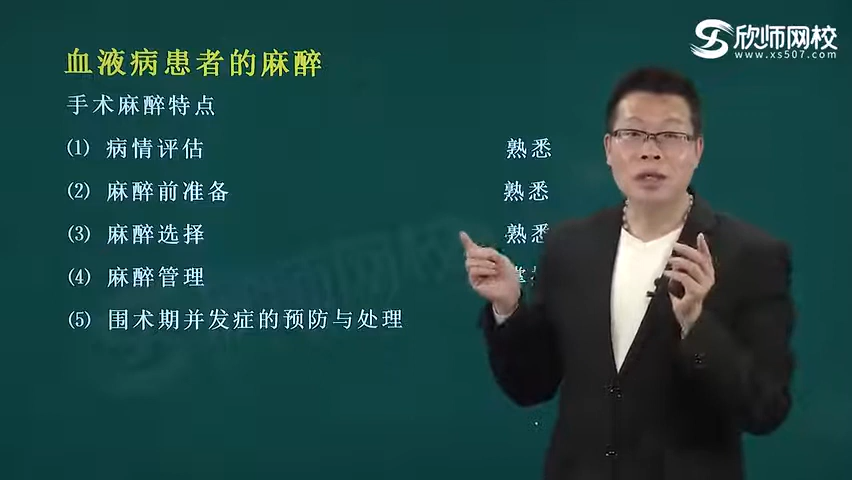 欣师网校
www.xs507.com
血液病患者的麻醉
手术麻醉特点
⑴ 病情评估 熟悉
⑵ 麻醉前准备 熟悉
⑶ 麻醉选择 熟悉
⑷ 麻醉管理
⑸ 围术期并发症的预防与处理